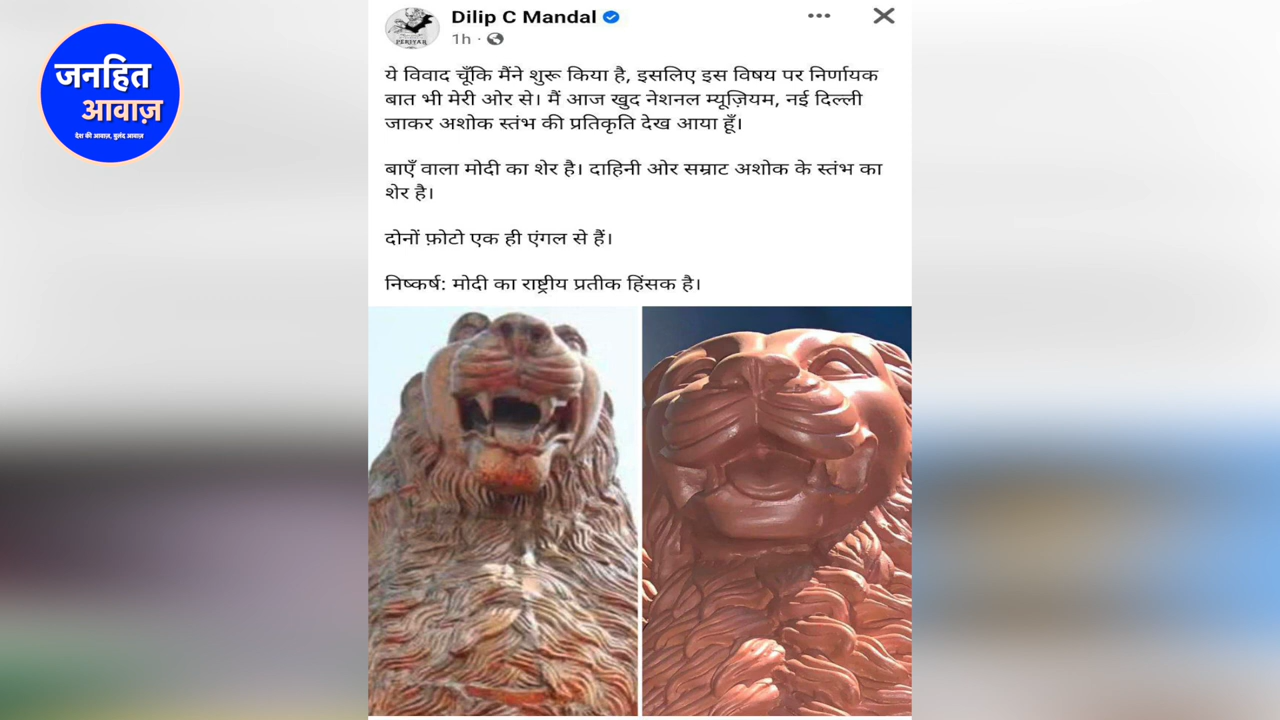 जनहित
आवाज़
देश की आवाज़, बुलंद आवाज़
Dilip C Mandal
1h
PERIYAR
ये विवाद चूँकि मैंने शुरू किया है, इसलिए इस विषय पर निर्णायक
बात भी मेरी ओर से। मैं आज खुद नेशनल म्यूज़ियम, नई दिल्ली
जाकर अशोक स्तंभ की प्रतिकृति देख आया हूँ।
बाएँ वाला मोदी का शेर है। दाहिनी ओर सम्राट अशोक के स्तंभ का
शेर है।
दोनों फ़ोटो एक ही एंगल से हैं।
निष्कर्ष: मोदी का राष्ट्रीय प्रतीक हिंसक है।